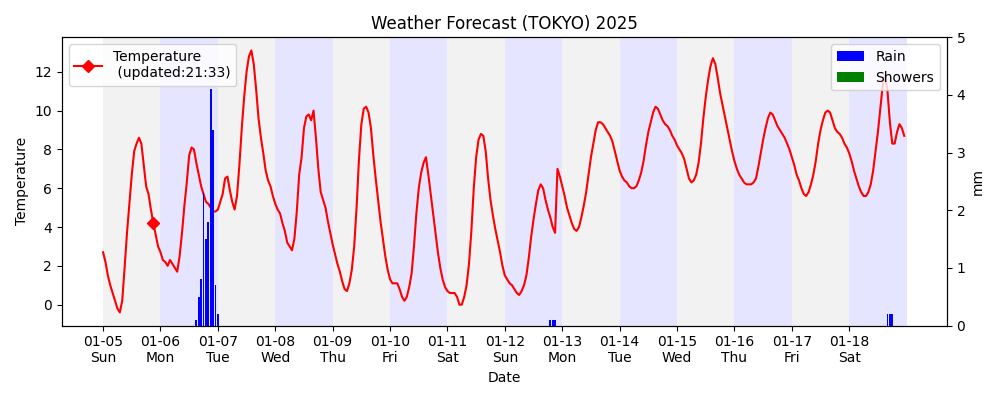 Weather Forecast (TOKYO) 2025
Temperature
(updated:21:33)
Rain
Showers
Temperature
12
10
8
6
4
2
0
5
4
3
2
1
0
mm
01-05 01-06 01-07 01-08 01-09 01-10 01-11 01-12 01-13 01-14 01-15 01-16 01-17 01-18
Sun Mon Tue Wed Thu Fri Sat Sun Mon Tue Wed Thu Fri Sat
Date